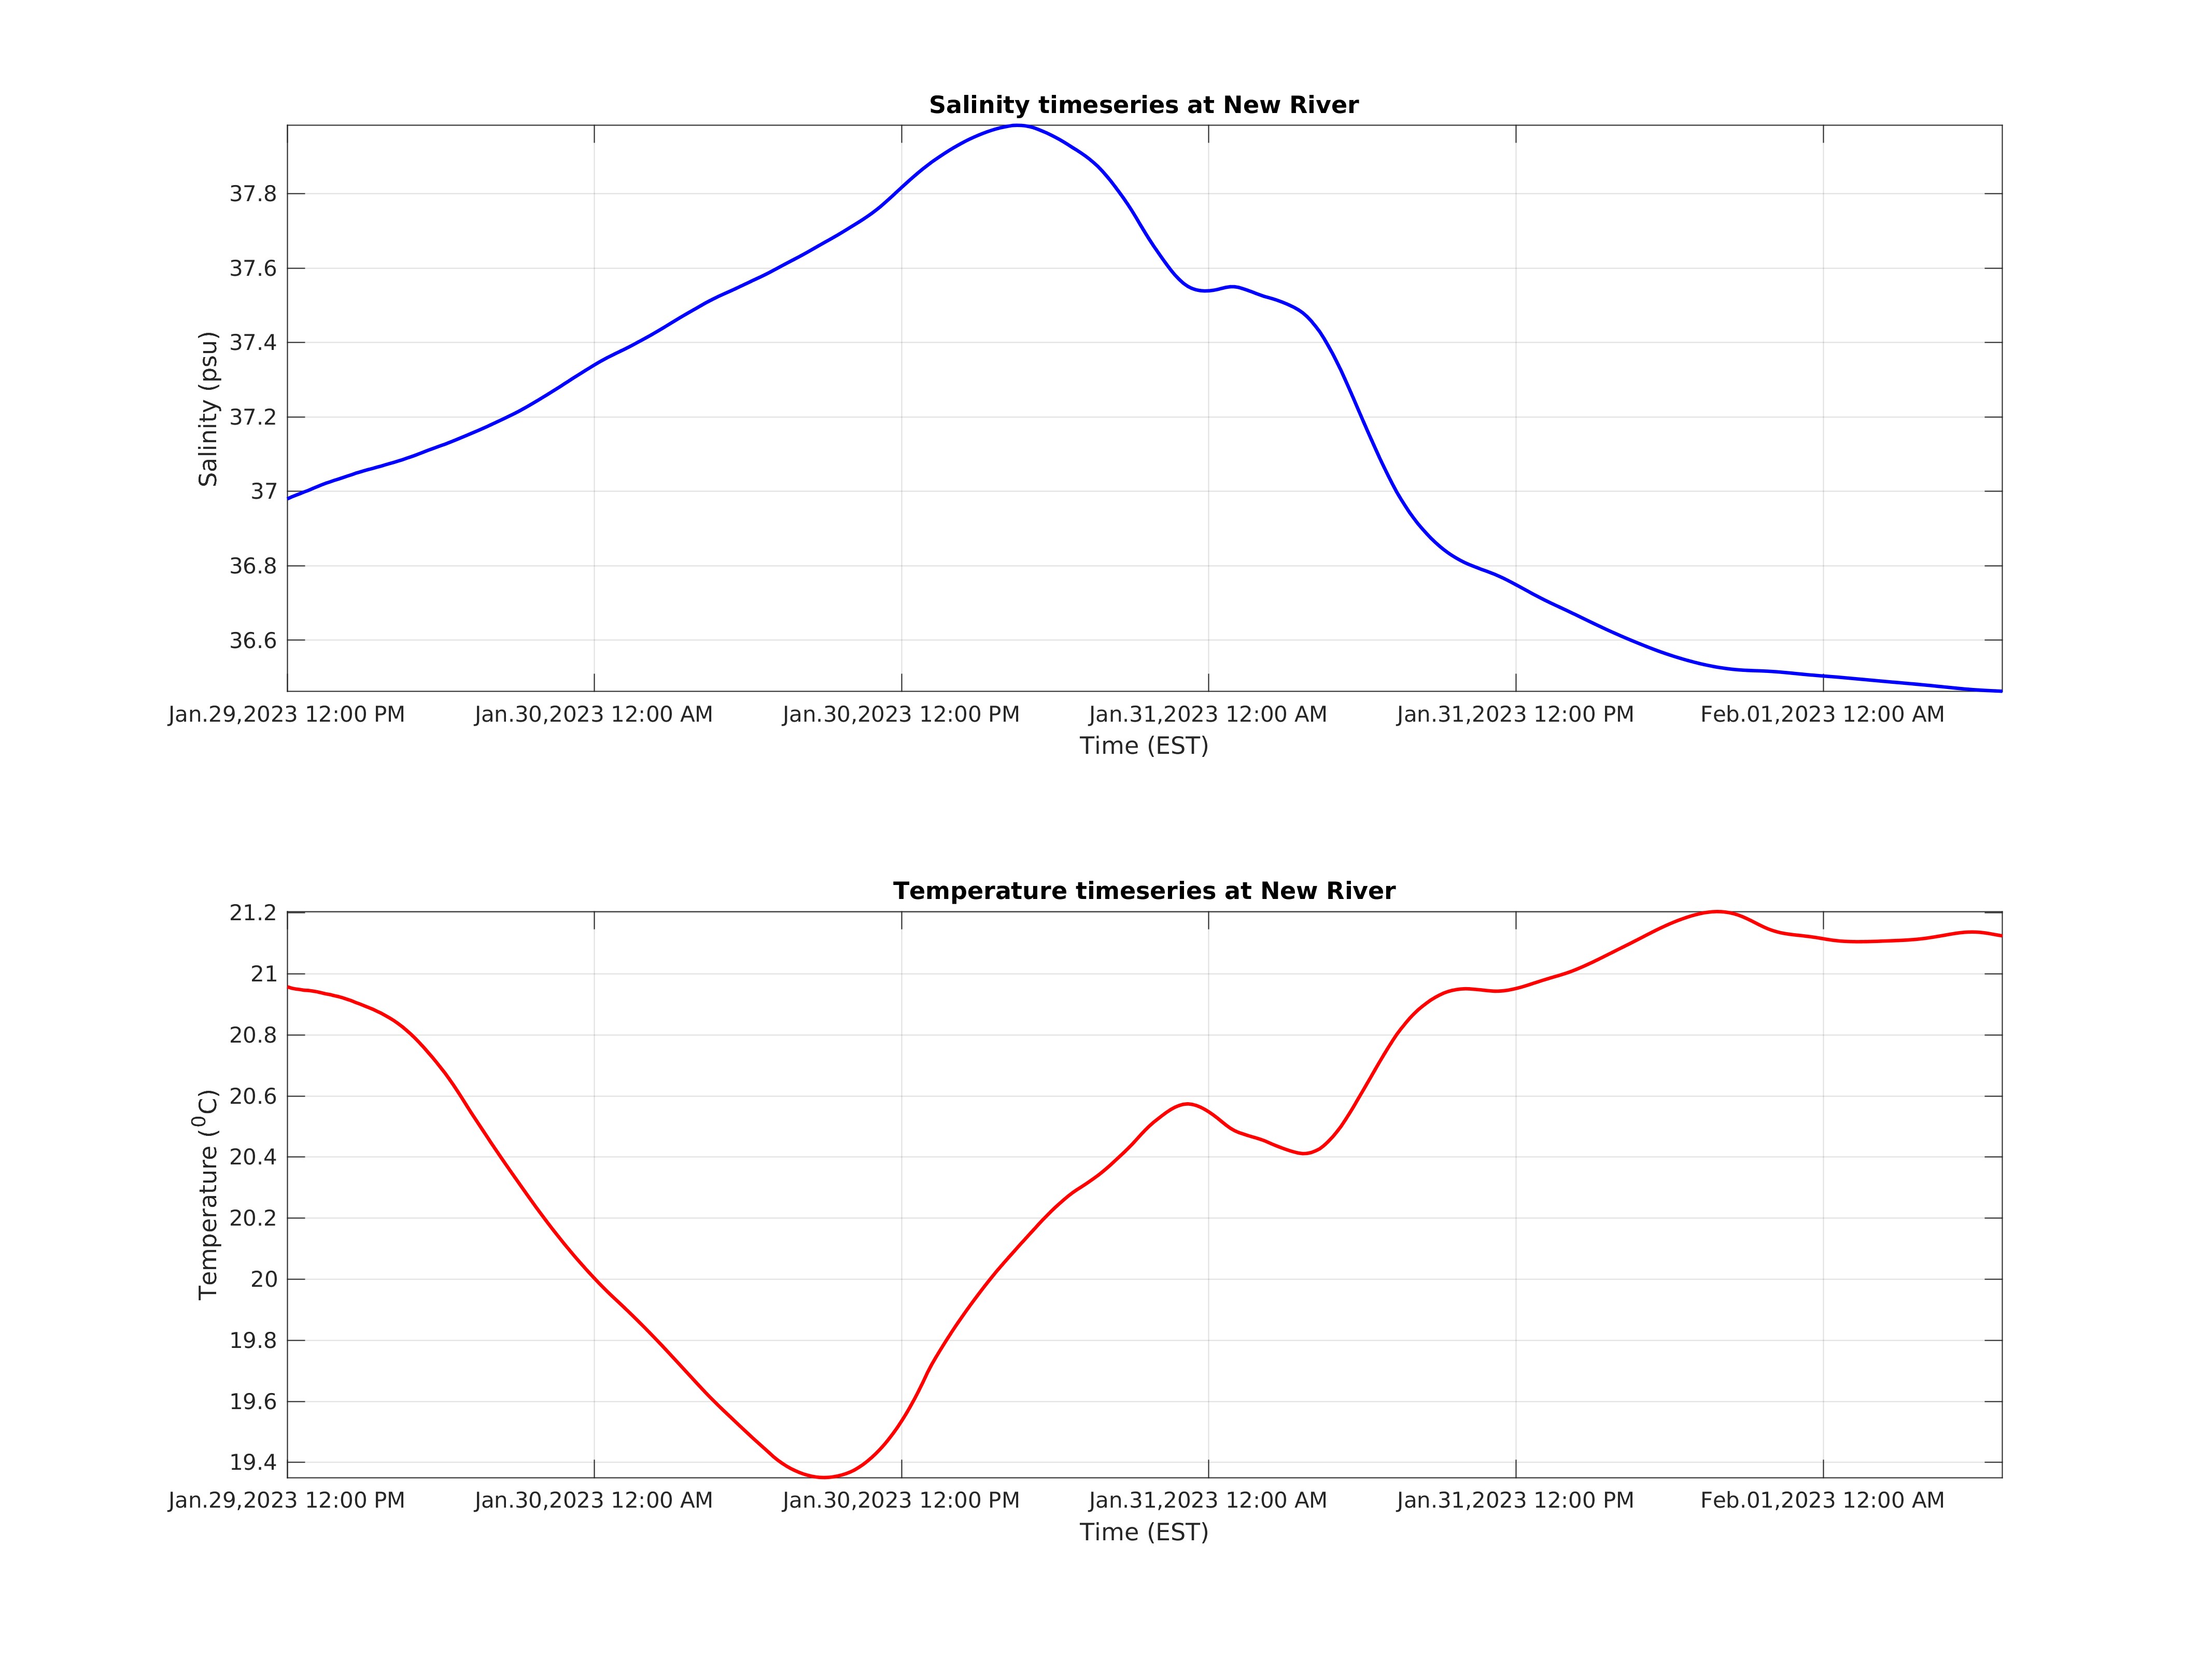 Salinity timeseries at New River
Salinity (psu)
37.8
37.6
37.4
37.2
37
36.8
36.6
Jan.29,2023 12:00 PM Jan.30,2023 12:00 AM Jan.30,2023 12:00 PM Jan.31,2023 12:00 AM Jan.31,2023 12:00 PM Feb.01,2023 12:00 AM
Time (EST)
Temperature timeseries at New River
Temperature (⁰C)
21.2
21
20.8
20.6
20.4
20.2
20
19.8
19.6
19.4
Jan.29,2023 12:00 PM Jan.30,2023 12:00 AM Jan.30,2023 12:00 PM Jan.31,2023 12:00 AM Jan.31,2023 12:00 PM Feb.01,2023 12:00 AM
Time (EST)